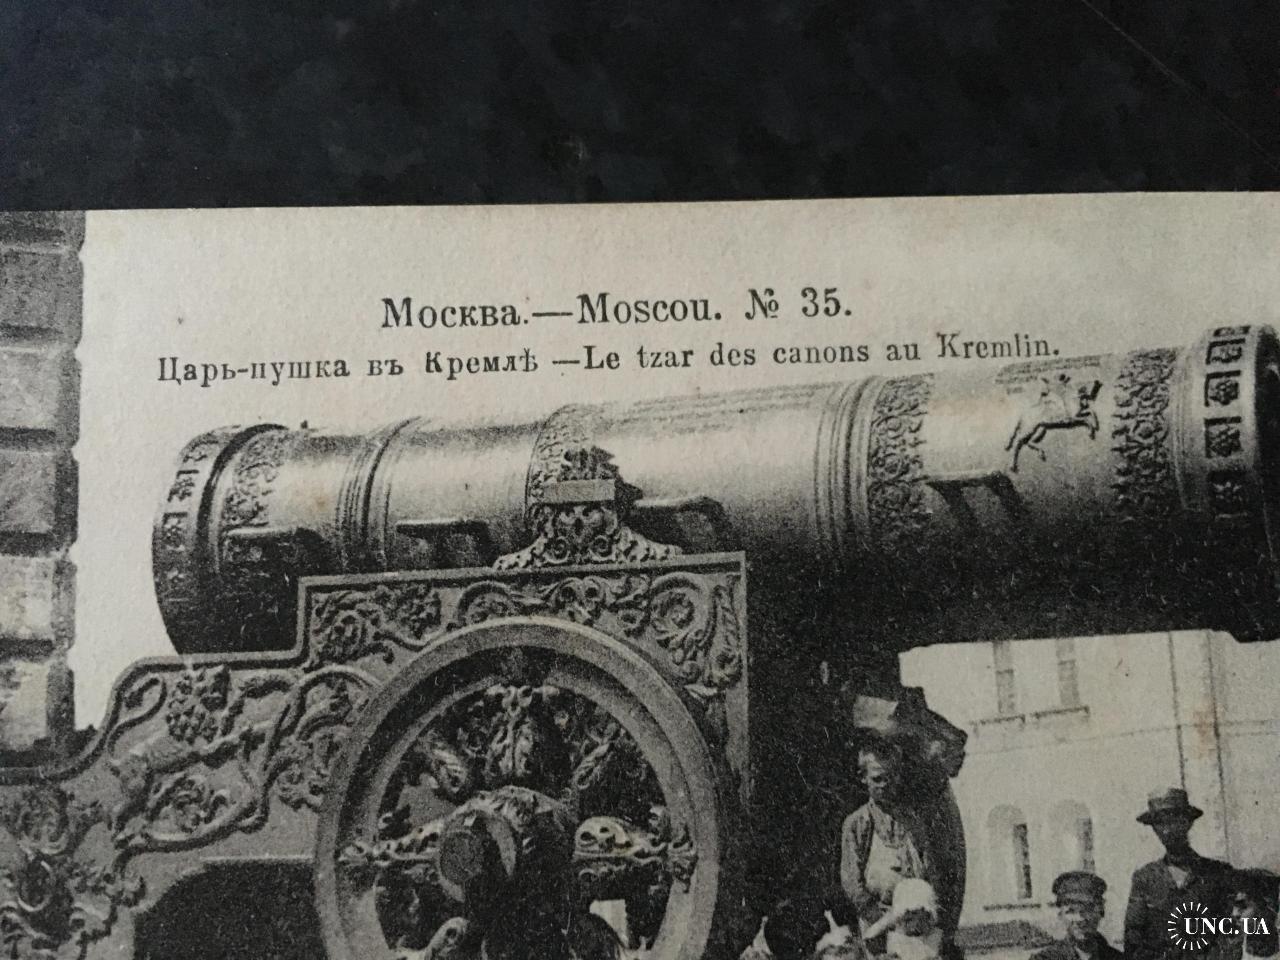 Москва.—Moscou. № 35.
Царь-пушка въ Кремлѣ —Le tzar des canons au Kremlin.
UNC.UA